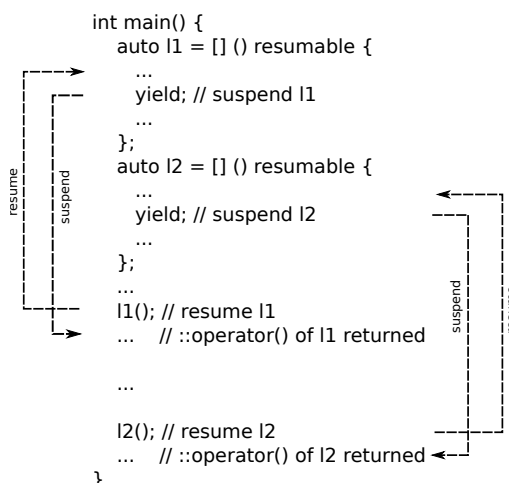 int main() {
auto l1 = [] () resumable {
...
yield; // suspend l1
...
};
auto l2 = [] () resumable {
...
yield; // suspend l2
...
};
...
l1(); // resume l1
... // ::operator() of l1 returned
...
l2(); // resume l2
... // ::operator() of l2 returned
}
resume
suspend
suspend